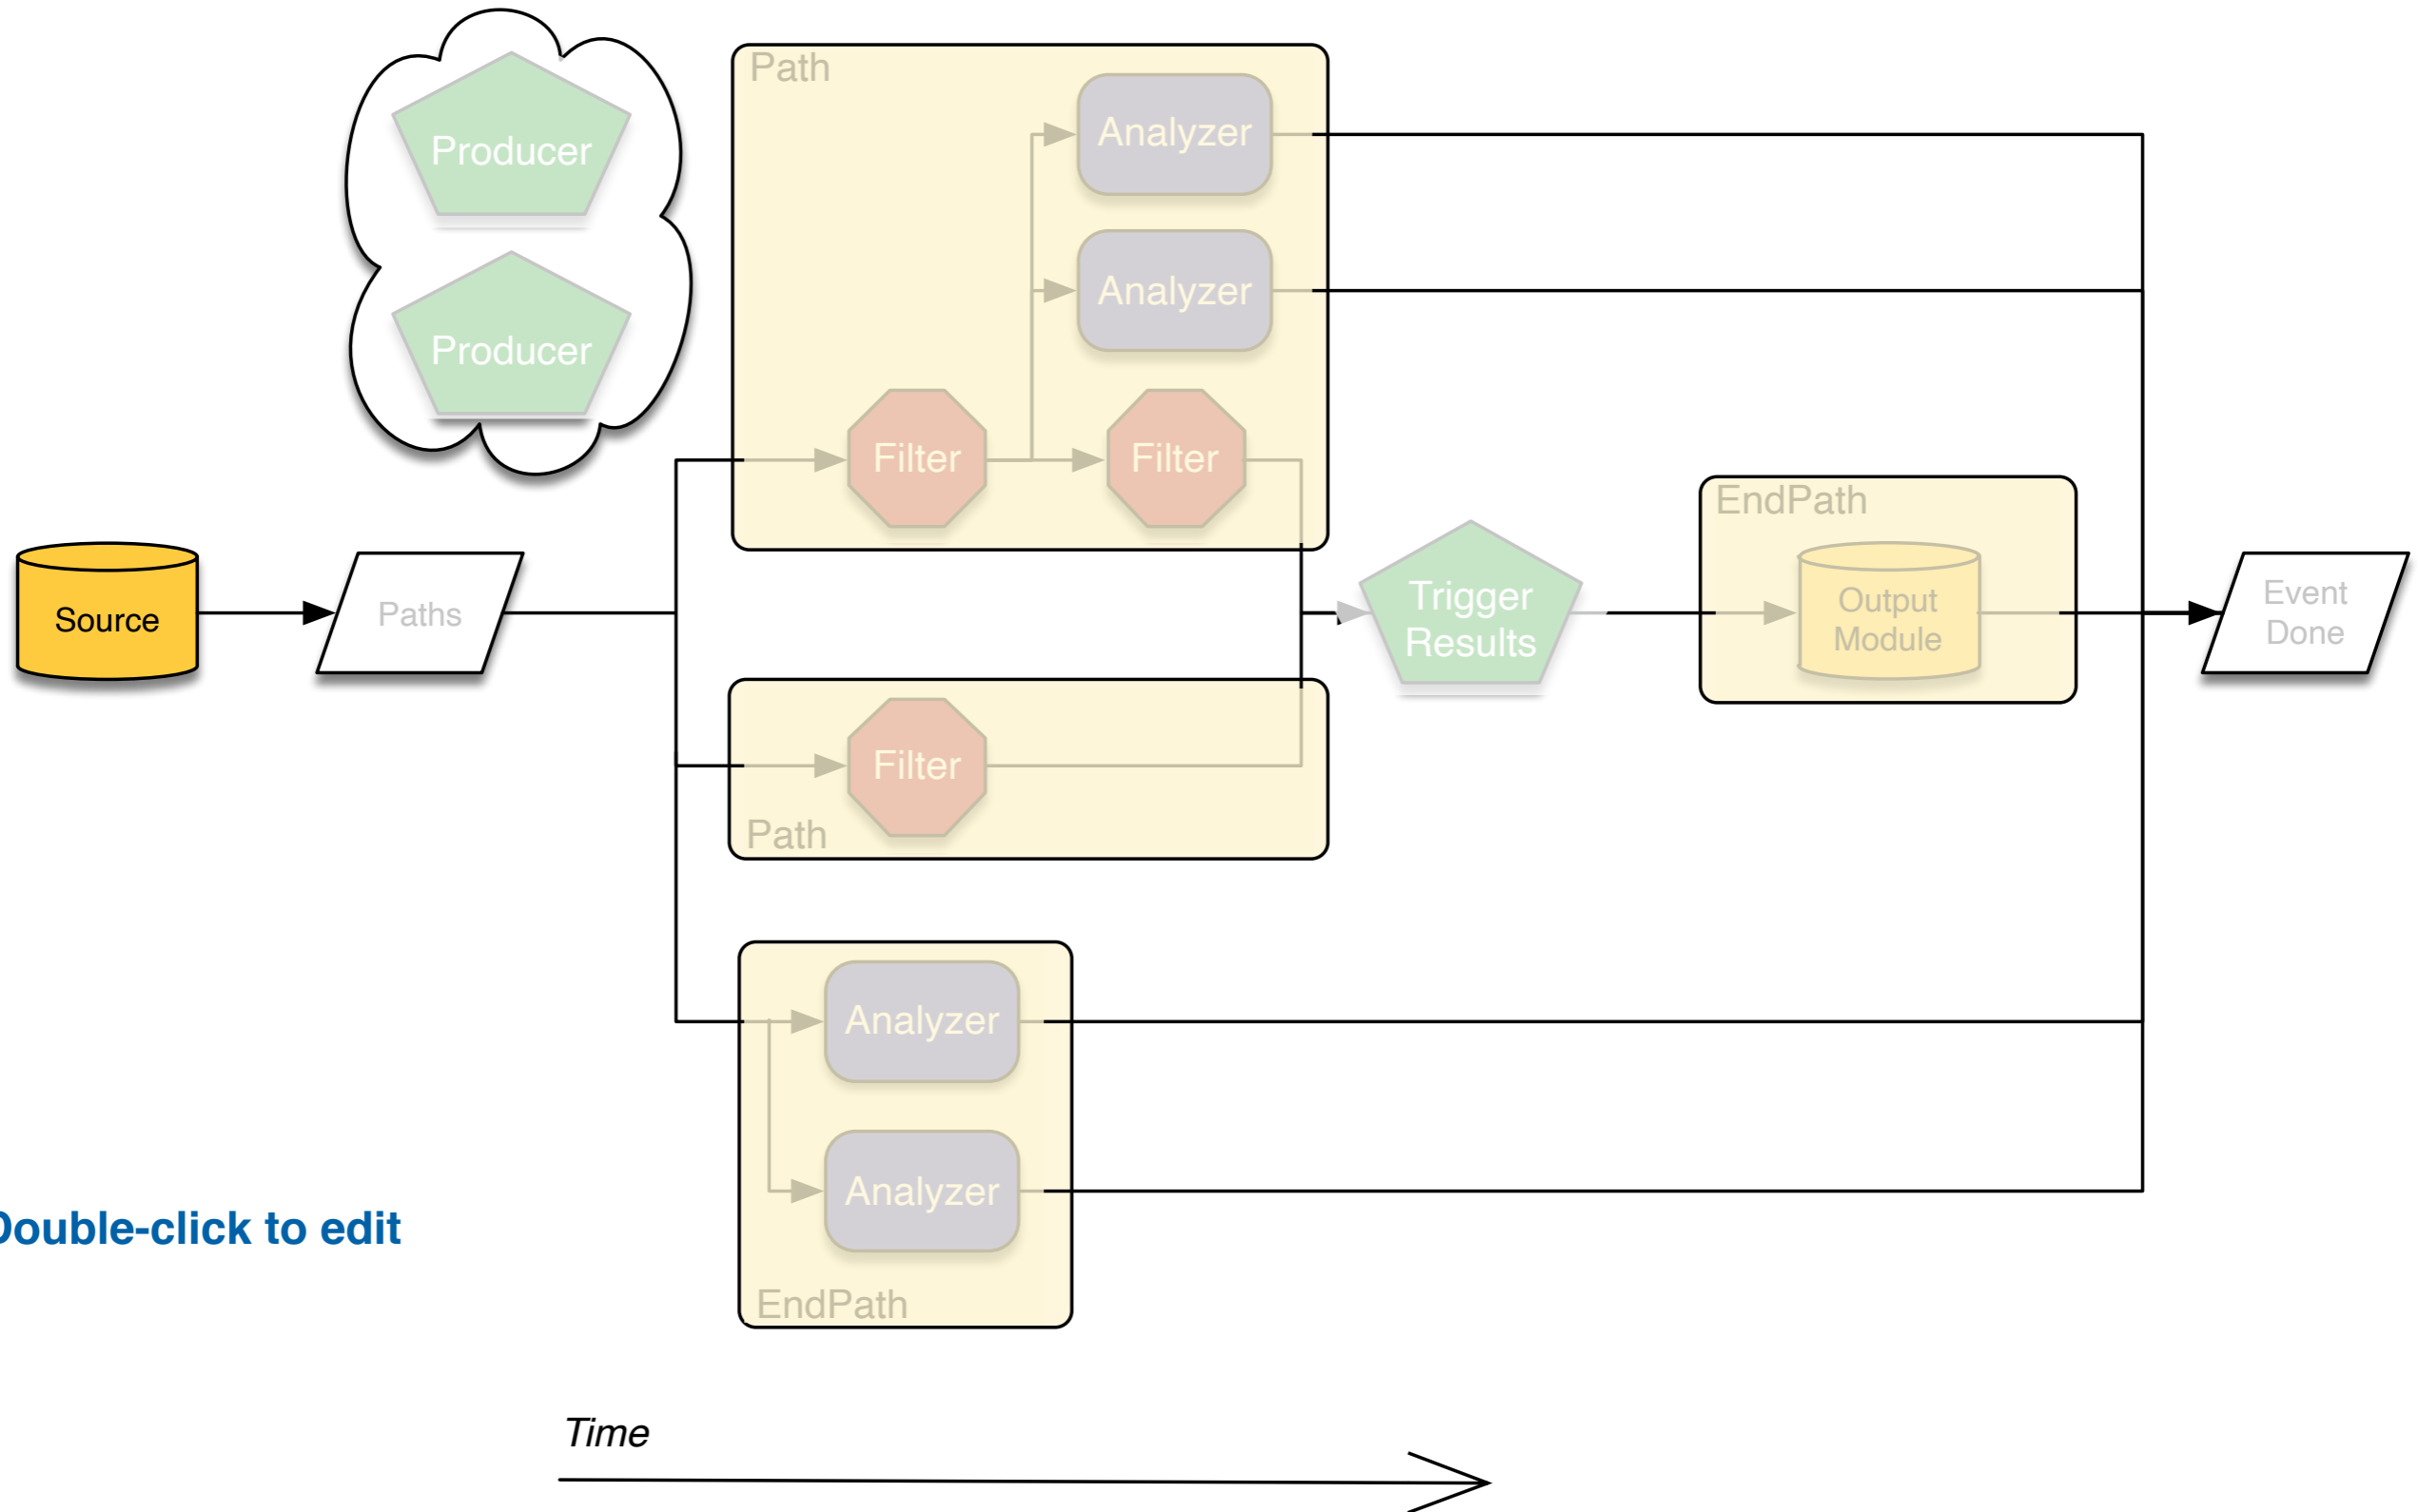 Producer
Producer
Path
Analyzer
Analyzer
Filter
Filter
Source
Paths
Trigger
Results
EndPath
Output
Module
Event
Done
Filter
Path
Analyzer
Analyzer
EndPath
Double-click to edit
Time